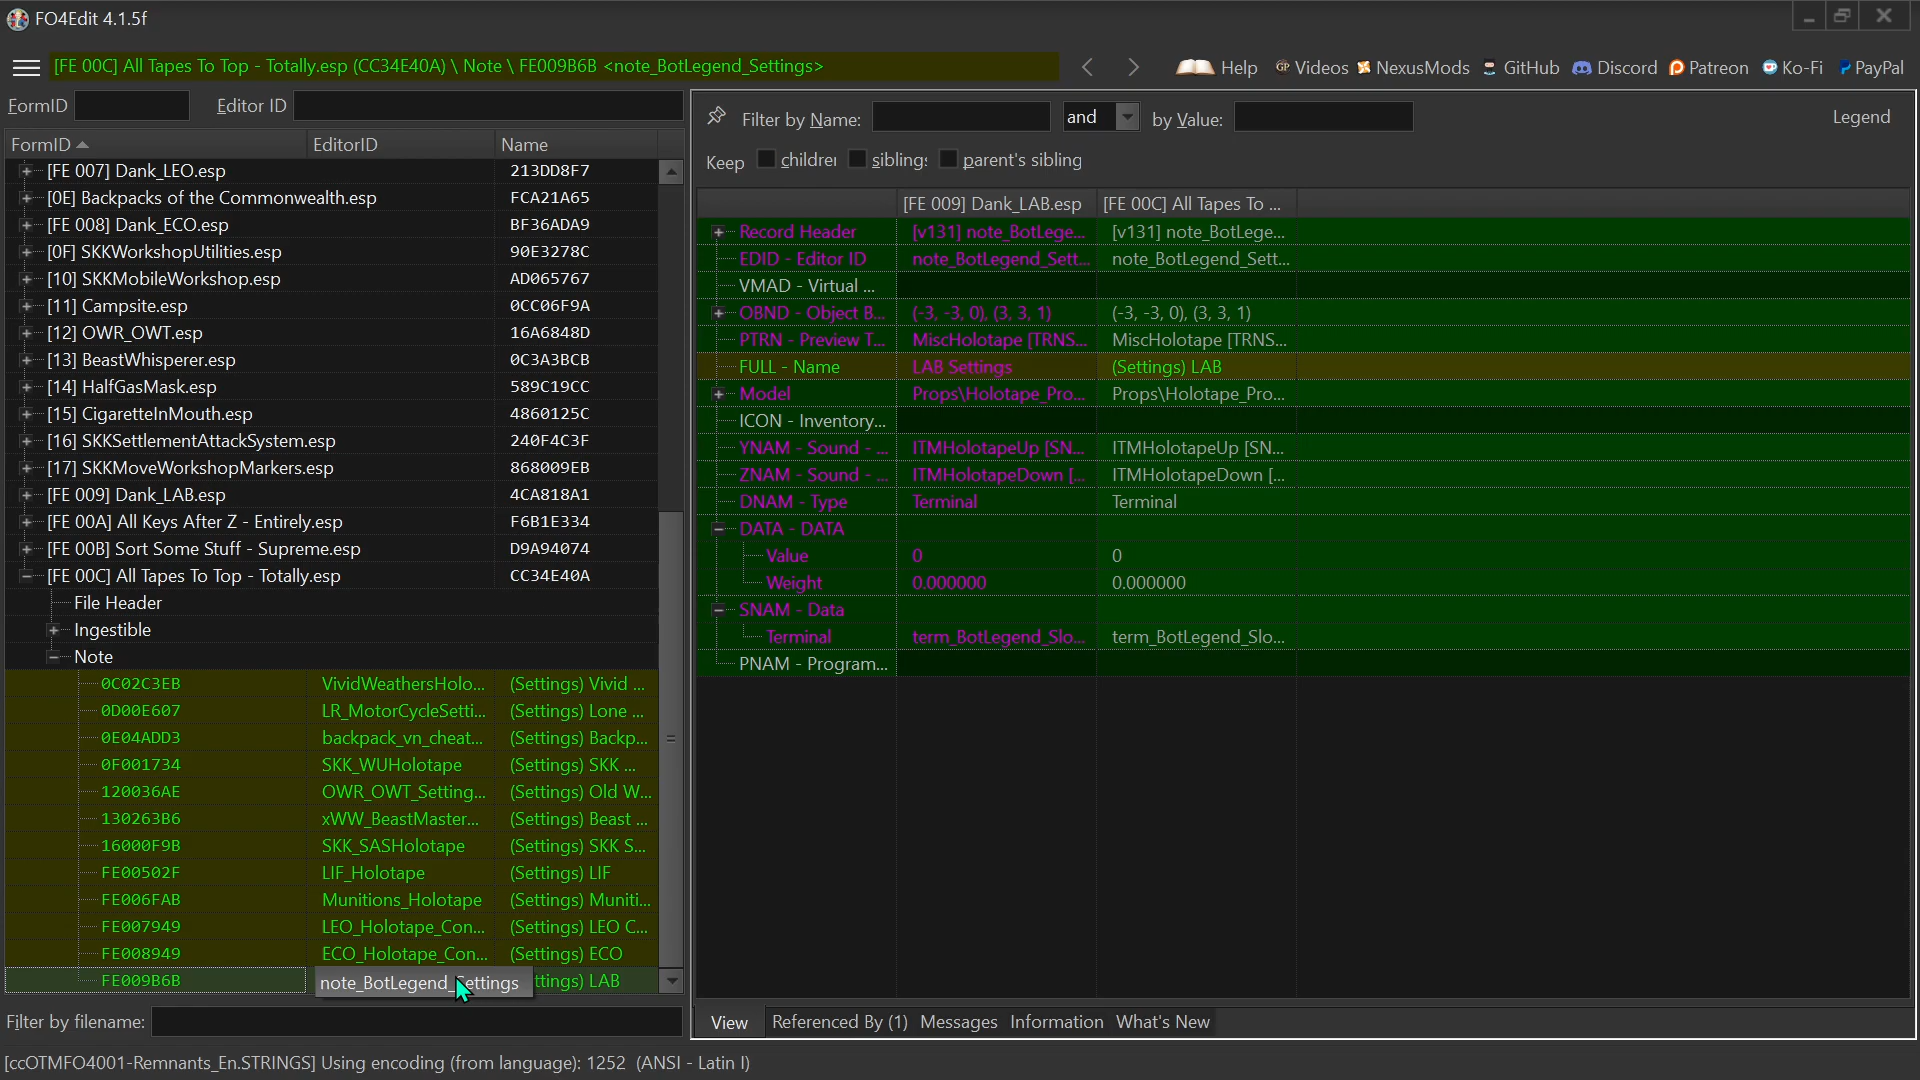 FO4Edit 4.1.5f
[FE 00C] All Tapes To Top - Totally.esp (CC34E40A) \ Note \ FE009B6B <note_BotLegend_Settings>
Help Videos NexusMods GitHub Discord Patreon Ko-Fi PayPal
FormID Editor ID
FormID EditorID Name
[FE 007] Dank_LEO.esp 213DD8F7
[0E] Backpacks of the Commonwealth.esp FCA21A65
[FE 008] Dank_ECO.esp BF36ADA9
[0F] SKKWorkshopUtilities.esp 90E3278C
[10] SKKMobileWorkshop.esp AD065767
[11] Campsite.esp 0CC06F9A
[12] OWR_OWT.esp 16A6848D
[13] BeastWhisperer.esp 0C3A3BCB
[14] HalfGasMask.esp 589C19CC
[15] CigaretteInMouth.esp 4860125C
[16] SKKSettlementAttackSystem.esp 240F4C3F
[17] SKKMoveWorkshopMarkers.esp 868009EB
[FE 009] Dank_LAB.esp 4CA818A1
[FE 00A] All Keys After Z - Entirely.esp F6B1E334
[FE 00B] Sort Some Stuff - Supreme.esp D9A94074
[FE 00C] All Tapes To Top - Totally.esp CC34E40A
File Header
Ingestible
Note
0C02C3EB VividWeathersHolo... (Settings) Vivid ...
0D00E607 LR_MotorCycleSetti... (Settings) Lone ...
0E04ADD3 backpack_vn_cheat... (Settings) Backp...
0F001734 SKK_WUHolotape (Settings) SKK ...
120036AE OWR_OWT_Setting... (Settings) Old W...
130263B6 xWW_BeastMaster... (Settings) Beast ...
16000F9B SKK_SASHolotape (Settings) SKK S...
FE00502F LIF_Holotape (Settings) LIF
FE006FAB Munitions_Holotape (Settings) Muniti...
FE007949 LEO_Holotape_Con... (Settings) LEO C...
FE008949 ECO_Holotape_Con... (Settings) ECO
FE009B6B note_BotLegend_Settings ttings) LAB
Filter by filename:
Filter by Name: and by Value: Legend
Keep childrei sibling: parent's sibling
[FE 009] Dank_LAB.esp [FE 00C] All Tapes To ...
Record Header [v131] note_BotLege... [v131] note_BotLege...
EDID - Editor ID note_BotLegend_Sett... note_BotLegend_Sett...
VMAD - Virtual ...
OBND - Object B... (-3, -3, 0), (3, 3, 1) (-3, -3, 0), (3, 3, 1)
PTRN - Preview T... MiscHolotape [TRNS... MiscHolotape [TRNS...
FULL - Name LAB Settings (Settings) LAB
Model Props\Holotape_Pro... Props\Holotape_Pro...
ICON - Inventory...
YNAM - Sound - ... ITMHolotapeUp [SN... ITMHolotapeUp [SN...
ZNAM - Sound - ... ITMHolotapeDown [... ITMHolotapeDown [...
DNAM - Type Terminal Terminal
DATA - DATA
Value 0 0
Weight 0.000000 0.000000
SNAM - Data
Terminal term_BotLegend_Slo... term_BotLegend_Slo...
PNAM - Program...
View Referenced By (1) Messages Information What's New
[ccOTMFO4001-Remnants_En.STRINGS] Using encoding (from language): 1252 (ANSI - Latin I)